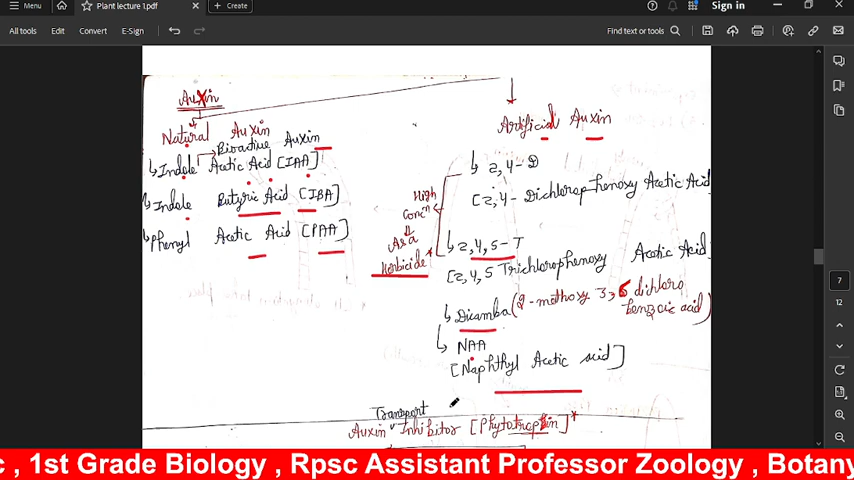 Menu
Plant lecture 1.pdf
Create
Sign in
All tools
Edit
Convert
E-Sign
Find text or tools
Auxin
Natural Auxin
Bioactive Auxin
Indole Acetic Acid [IAA]
Indole Butyric Acid [IBA]
Phenyl Acetic Acid [PAA]
Artificial Auxin
2,4-D
[2,4-Dichlorophenoxy Acetic Acid
High
Concn
As a
Herbicide*
2,4,5-T
[2,4,5 Trichlorophenoxy Acetic Acid]
Dicamba (2-methoxy 3,6 dichloro
benzoic acid)
NAA
[Naphthyl Acetic acid]
Transport
Auxin Inhibitor [Phytotropin]*
7
12
c , 1st Grade Biology , Rpsc Assistant Professor Zoology , Botany